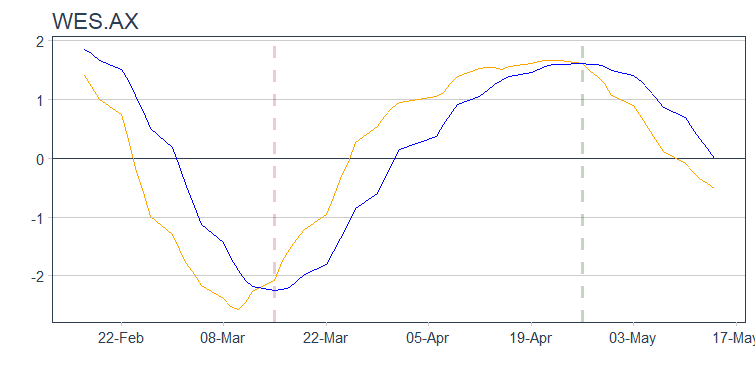 WES.AX
2
1
0
-1
-2
22-Feb
08-Mar
22-Mar
05-Apr
19-Apr
03-May
17-May